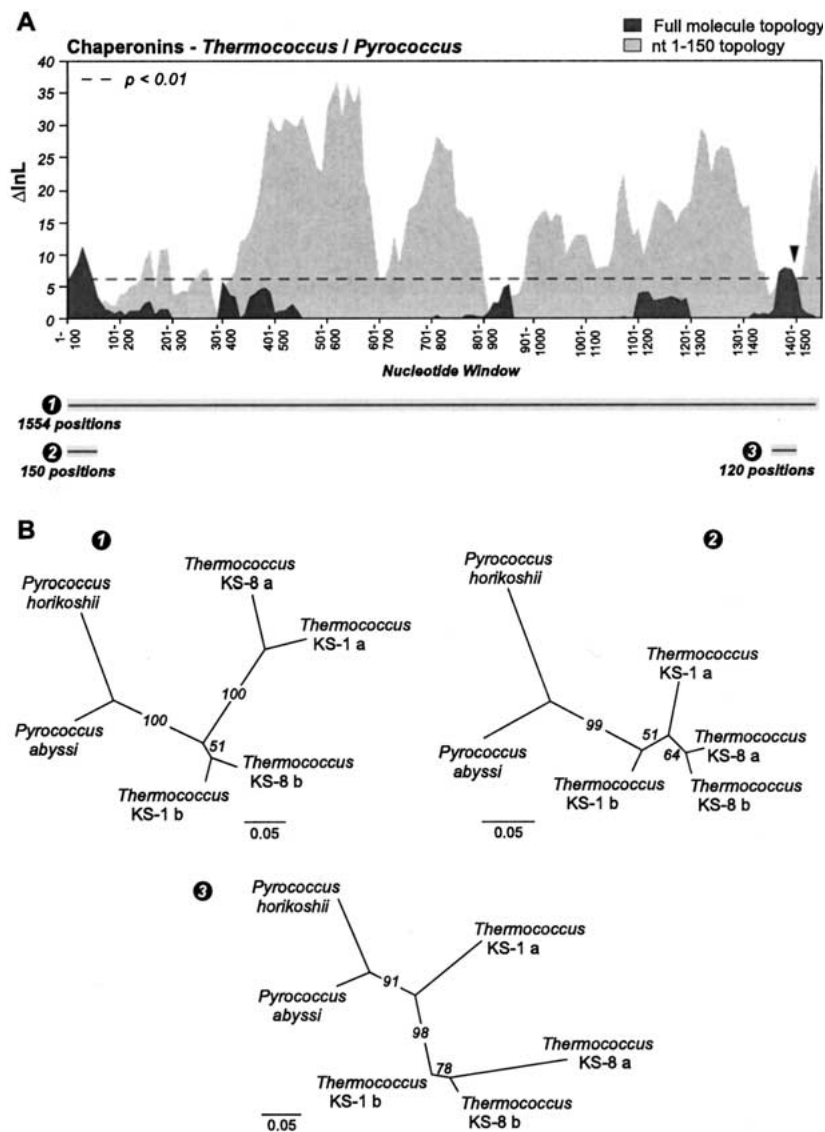 A
Full molecule topology
Chaperonins - Thermococcus / Pyrococcus
nt 1-150 topology
40
35
30
25
20
15
10
5
0
p < 0.01
ΔlnL
1-
100
101-
200
201-
300
301-
400
401-
500
501-
600
601-
700
701-
800
801-
900
901-
1000
1001-
1100
1101-
1200
1201-
1300
1301-
1400
1401-
1500
Nucleotide Window
1
1554 positions
2
150 positions
3
120 positions
B
1
Pyrococcus
horikoshii
Thermococcus
KS-8 a
Thermococcus
KS-1 a
100
100
51
Pyrococcus
abyssi
Thermococcus
KS-8 b
Thermococcus
KS-1 b
0.05
2
Pyrococcus
horikoshii
Thermococcus
KS-1 a
99
51
64
Thermococcus
KS-8 a
Pyrococcus
abyssi
Thermococcus
KS-1 b
Thermococcus
KS-8 b
0.05
3
Pyrococcus
horikoshii
Thermococcus
KS-1 a
91
Pyrococcus
abyssi
98
78
Thermococcus
KS-8 a
Thermococcus
KS-1 b
Thermococcus
KS-8 b
0.05